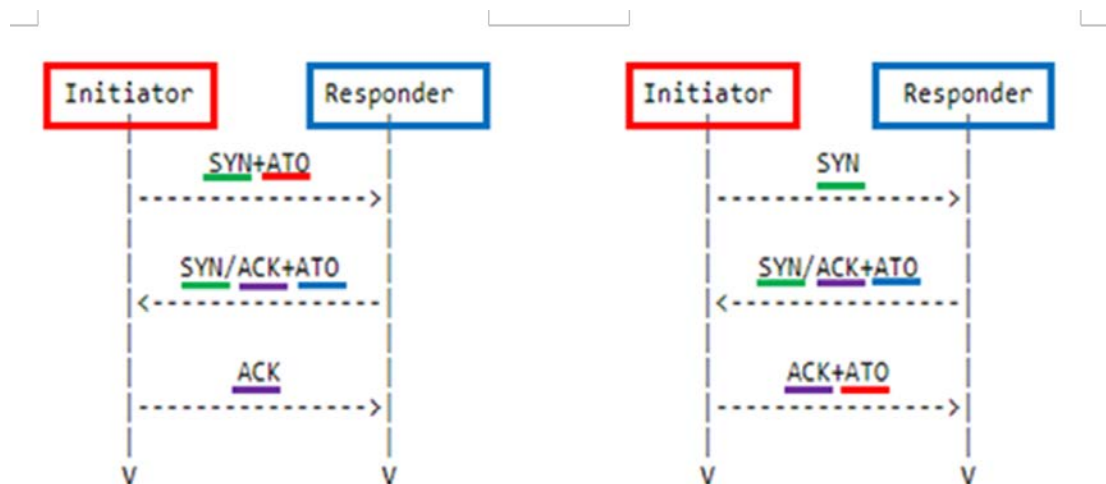 Initiator Responder
SYN+ATO
SYN/ACK+ATO
ACK
V V
Initiator Responder
SYN
SYN/ACK+ATO
ACK+ATO
V V